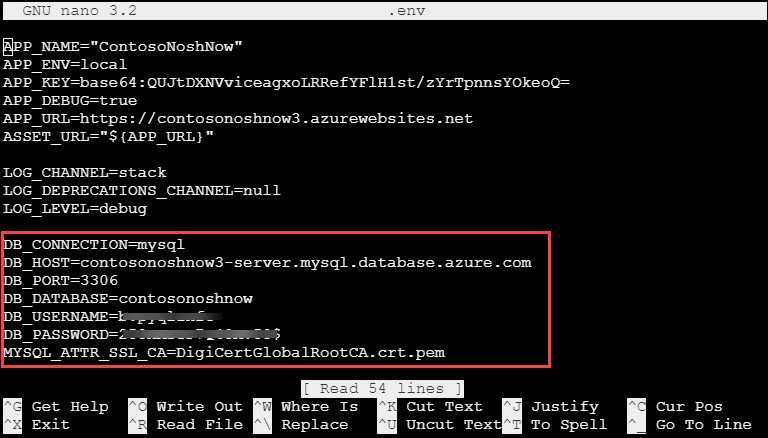 GNU nano 3.2 .env
APP_NAME="ContosoNoshNow"
APP_ENV=local
APP_KEY=base64:QUJtDXNVviceagxoLRRefYFlH1st/zYrTpnnsYOkeoQ=
APP_DEBUG=true
APP_URL=https://contosonoshnow3.azurewebsites.net
ASSET_URL="${APP_URL}"
LOG_CHANNEL=stack
LOG_DEPRECATIONS_CHANNEL=null
LOG_LEVEL=debug
DB_CONNECTION=mysql
DB_HOST=contosonoshnow3-server.mysql.database.azure.com
DB_PORT=3306
DB_DATABASE=contosonoshnow
DB_USERNAME=
DB_PASSWORD=
MYSQL_ATTR_SSL_CA=DigiCertGlobalRootCA.crt.pem
[ Read 54 lines ]
^G Get Help ^O Write Out ^W Where Is ^K Cut Text ^J Justify ^C Cur Pos
^X Exit ^R Read File ^\ Replace ^U Uncut Text ^T To Spell ^_ Go To Line